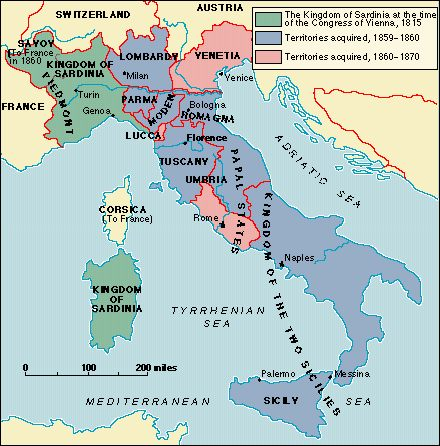 SWITZERLAND
AUSTRIA
The Kingdom of Sardinia at the time
of the Congress of Vienna, 1815
Territories acquired, 1859–1860
Territories acquired, 1860–1870
SAVOY
(To France
in 1860)
KINGDOM OF
SARDINIA
LOMBARDY
Milan
VENETIA
Venice
FRANCE
PIEDMONT
Turin
Genoa
PARMA
MODENA
Bologna
ROMAGNA
LUCCA
Florence
TUSCANY
UMBRIA
PAPAL STATES
ADRIATIC SEA
CORSICA
(To France)
Rome
KINGDOM OF THE TWO SICILIES
Naples
KINGDOM
OF
SARDINIA
TYRRHENIAN
SEA
0 100 200 miles
Palermo
Messina
MEDITERRANEAN SEA
SICILY